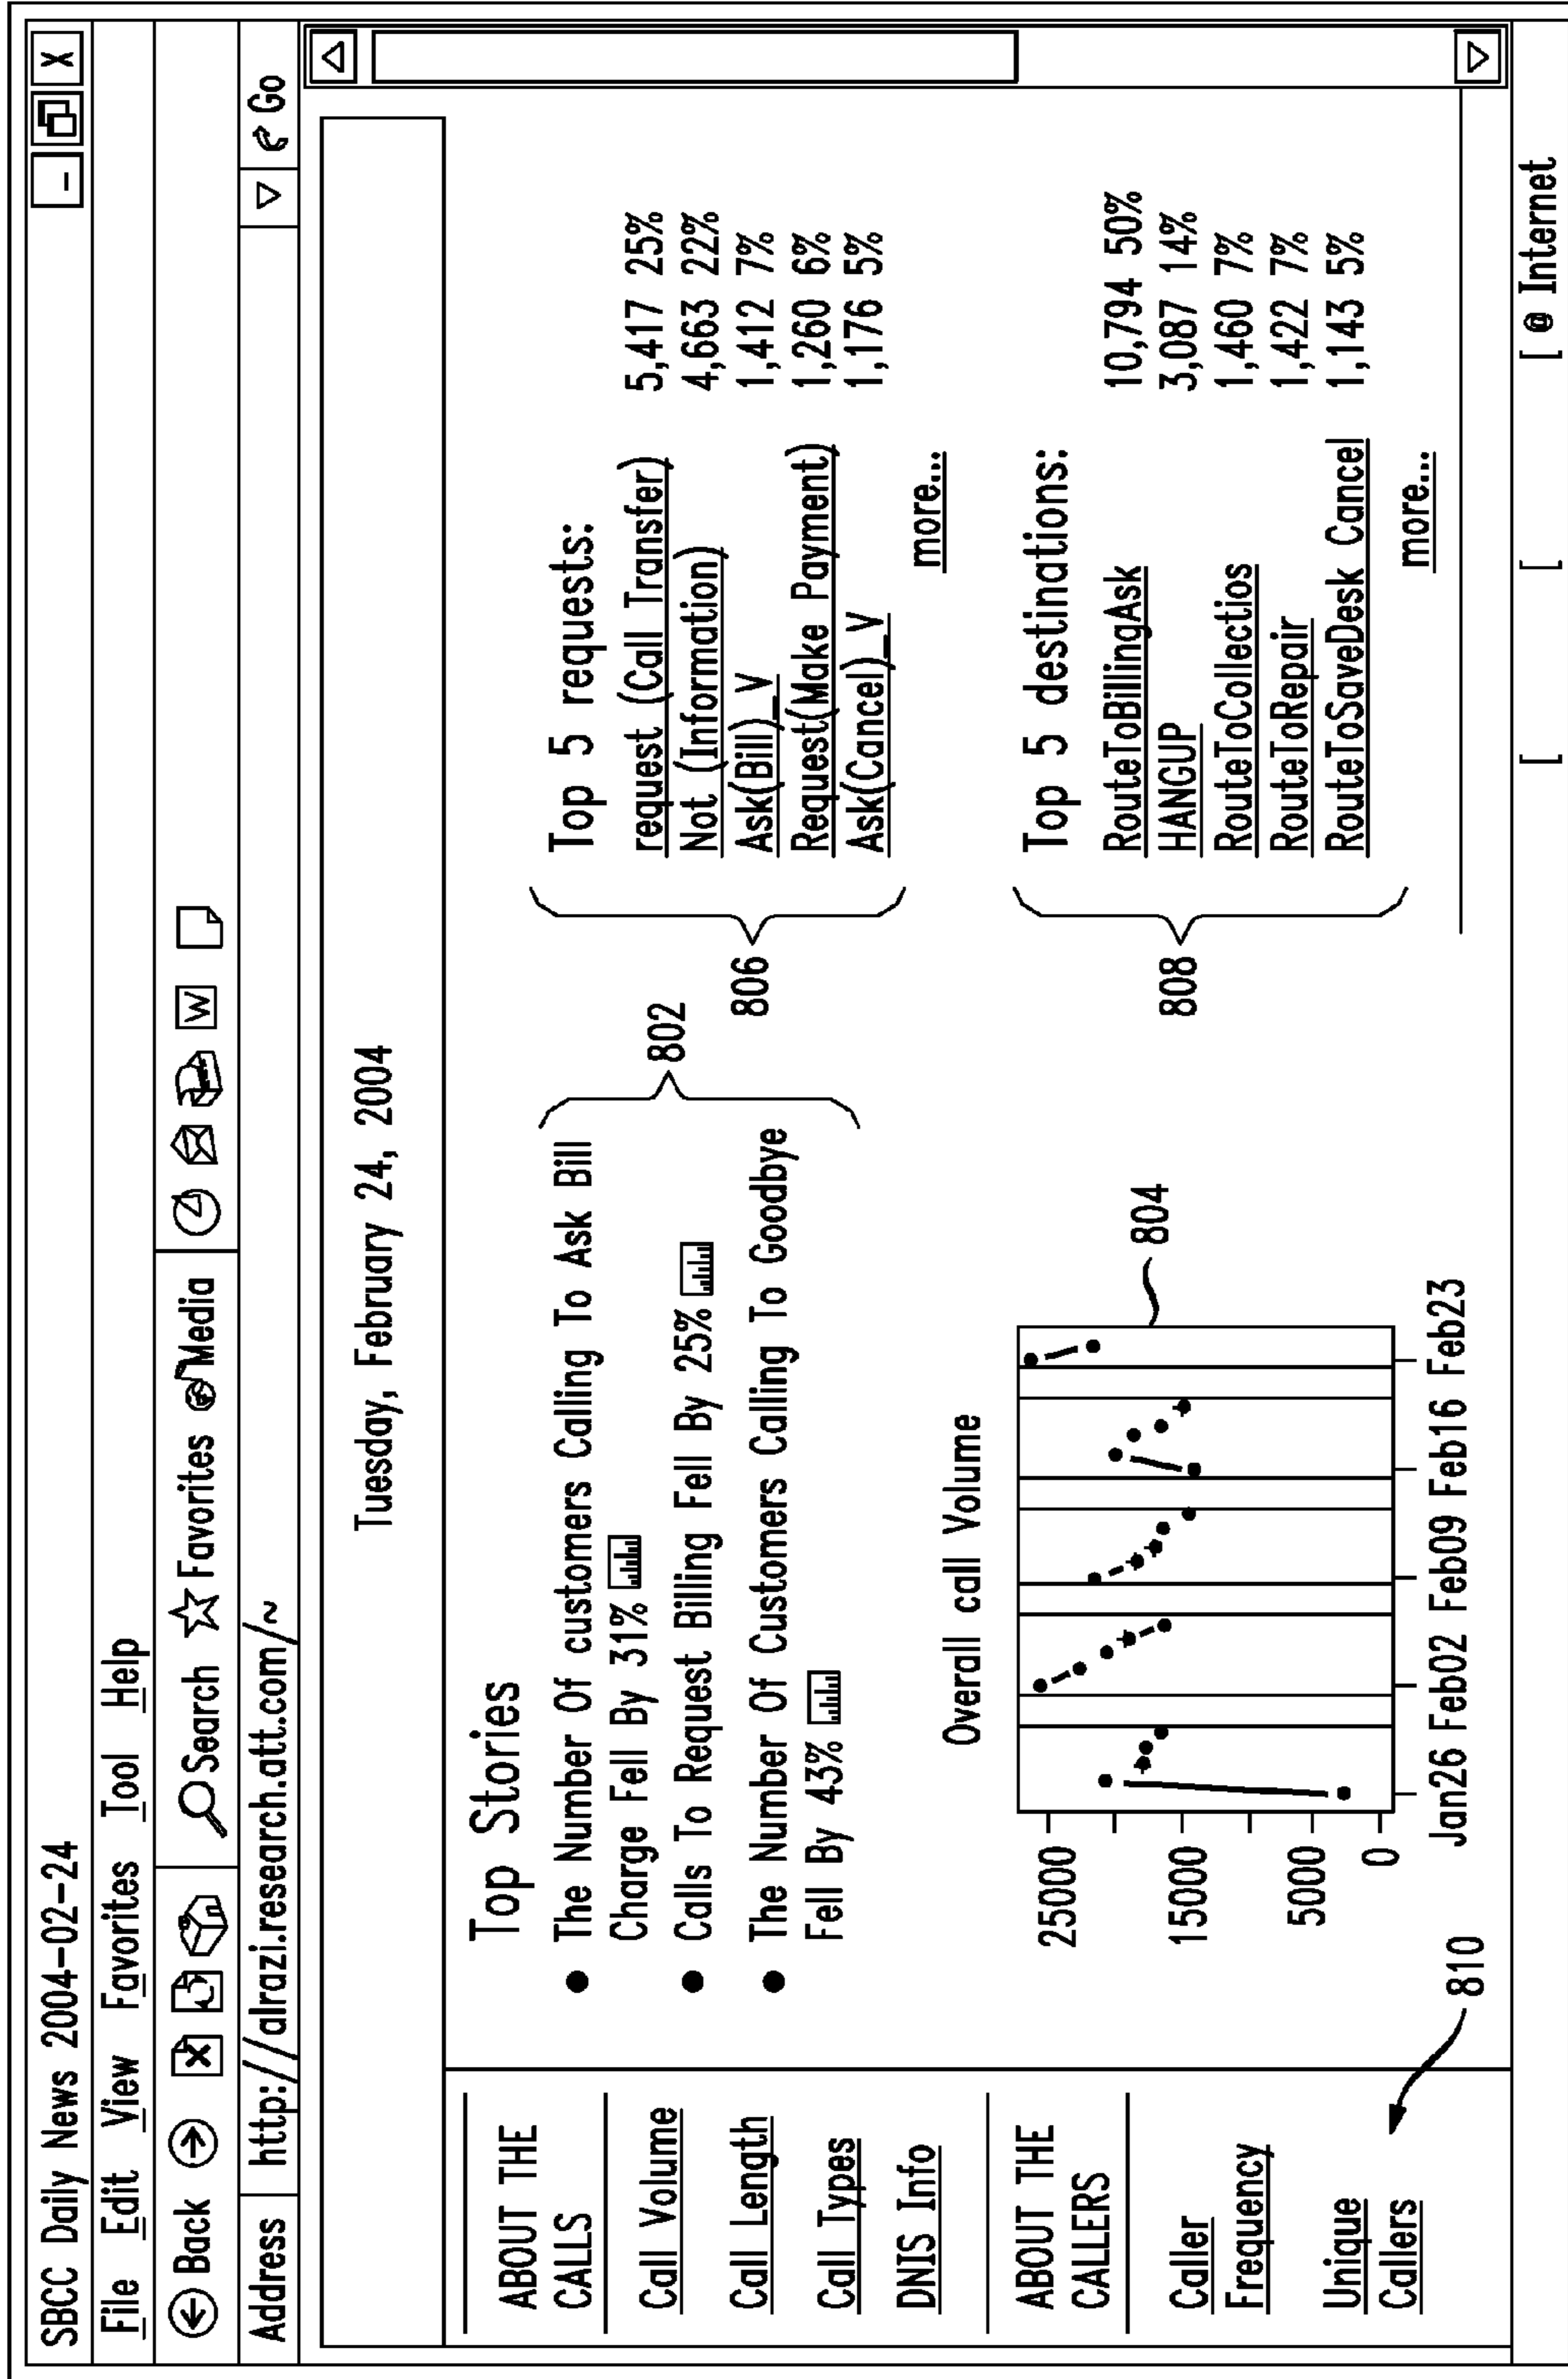 SBCC Daily News 2004-02-24
_ X
File Edit View Favorites Tool Help
Back Search Favorites Media W
Address http://alrazi.research.att.com/~ Go
Tuesday, February 24, 2004
ABOUT THE
CALLS
Call Volume
Call Length
Call Types
DNIS Info
ABOUT THE
CALLERS
Caller
Frequency
Unique
Callers
810
Top Stories
● The Number Of customers Calling To Ask Bill
Charge Fell By 31%
● Calls To Request Billing Fell By 25%
● The Number Of Customers Calling To Goodbye
Fell By 43%
802
Overall call Volume
25000
15000
5000
0
Jan26 Feb02 Feb09 Feb16 Feb23
804
Top 5 requests:
request (Call Transfer) 5,417 25%
Not (Information) 4,663 22%
Ask(Bill)_V 1,412 7%
Request(Make Payment) 1,260 6%
Ask(Cancel)_V 1,176 5%
more...
806
Top 5 destinations:
RouteToBillingAsk 10,794 50%
HANGUP 3,087 14%
RouteToCollectios 1,460 7%
RouteToRepair 1,422 7%
RouteToSaveDesk Cancel 1,143 5%
more...
808
[ [ [ @ Internet